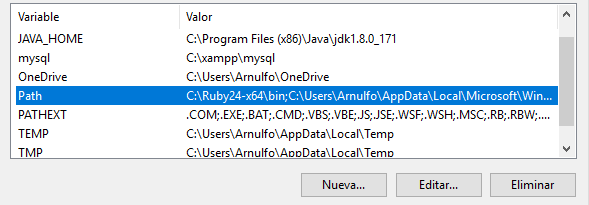 Variable Valor
JAVA_HOME C:\Program Files (x86)\Java\jdk1.8.0_171
mysql C:\xampp\mysql
OneDrive C:\Users\Arnulfo\OneDrive
Path C:\Ruby24-x64\bin;C:\Users\Arnulfo\AppData\Local\Microsoft\Win...
PATHEXT .COM;.EXE;.BAT;.CMD;.VBS;.VBE;.JS;.JSE;.WSF;.WSH;.MSC;.RB;.RBW;....
TEMP C:\Users\Arnulfo\AppData\Local\Temp
TMP C:\Users\Arnulfo\AppData\Local\Temp
Nueva... Editar... Eliminar